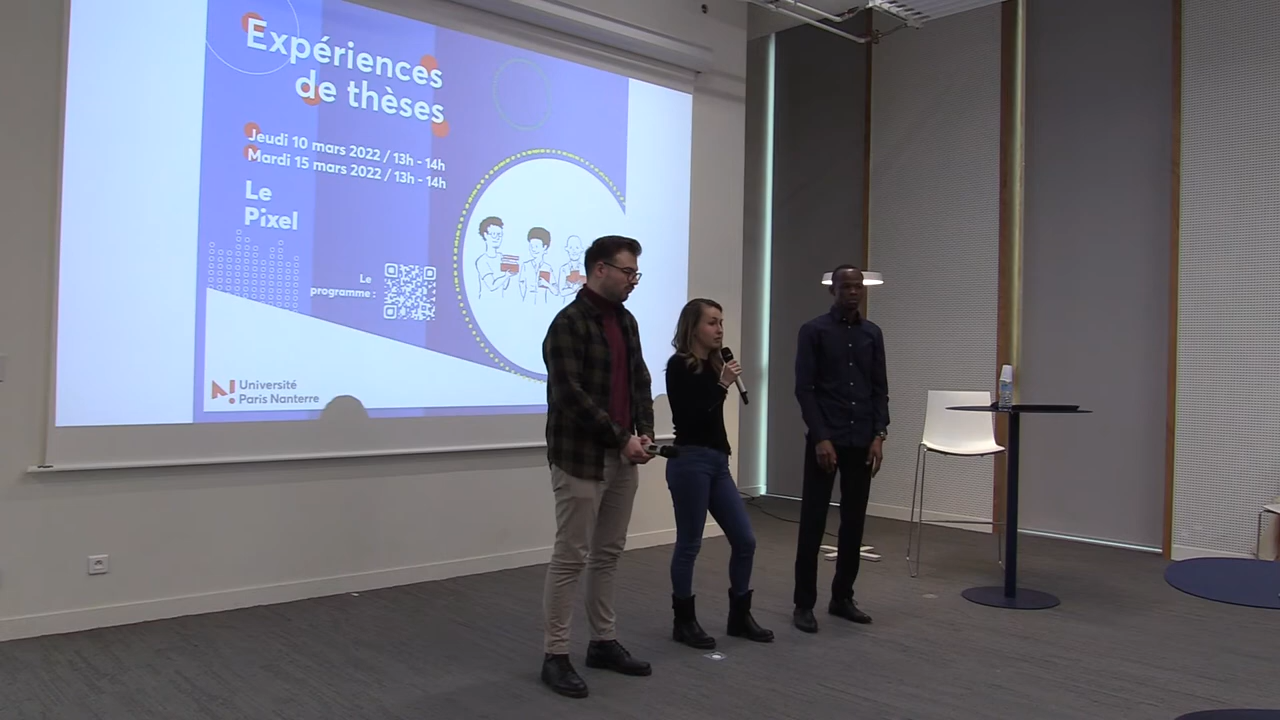 Expériences
de thèses
Jeudi 10 mars 2022 / 13h - 14h
Mardi 15 mars 2022 / 13h - 14h
Le
Pixel
Le
programme :
Université
Paris Nanterre